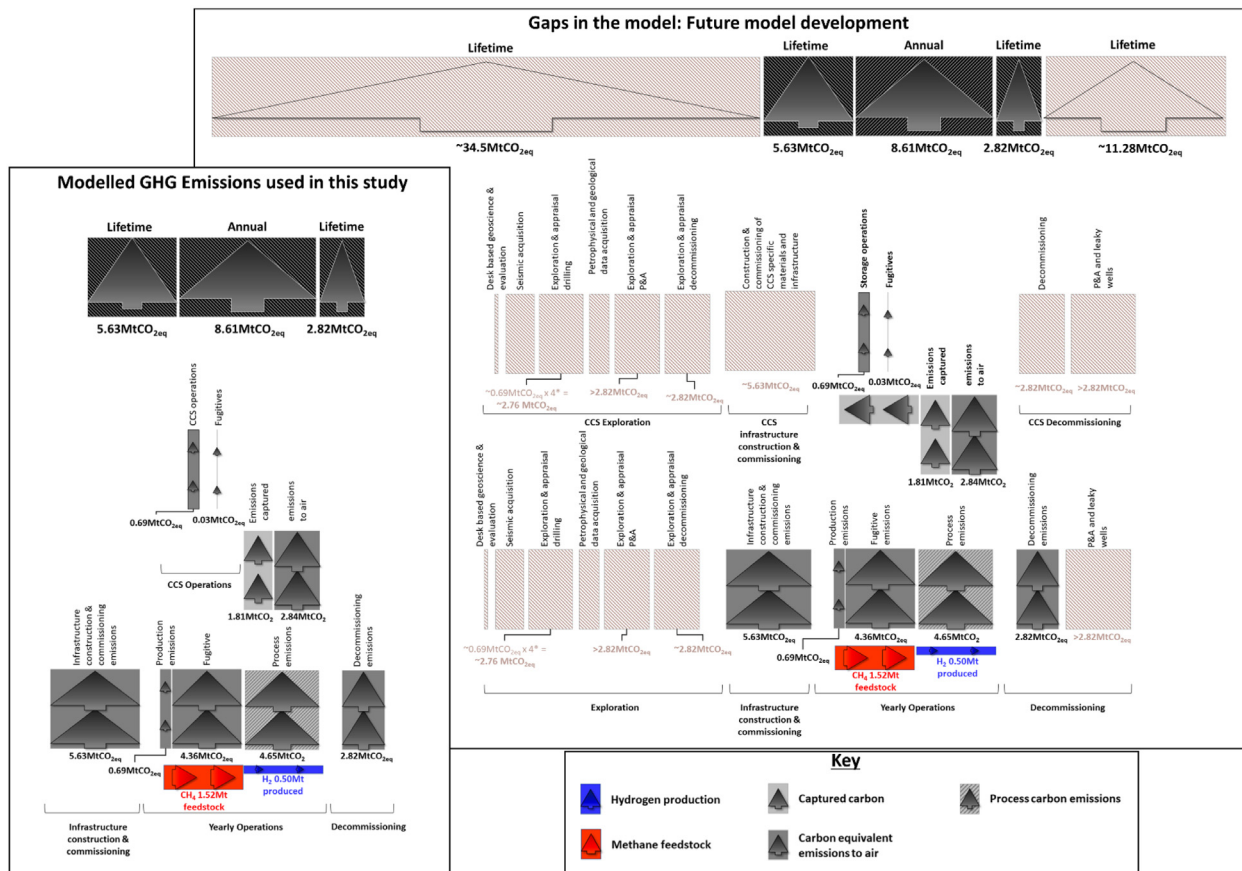 Gaps in the model: Future model development
Lifetime
Lifetime
Annual
Lifetime
Lifetime
~34.5MtCO2eq
5.63MtCO2eq
8.61MtCO2eq
2.82MtCO2eq
~11.28MtCO2eq
Desk based geoscience &
evaluation
Seismic acquisition
Exploration & appraisal
drilling
Petrophysical and geological
data acquisition
Exploration & appraisal
P&A
Exploration & appraisal
decommissioning
Construction &
commissioning of
CCS specific
materials and
infrastructure
Storage operations
Fugitives
Emissions
captured
emissions
to air
Decommissioning
P&A and leaky
wells
~0.69MtCO2eq x 4* =
~2.76 MtCO2eq
>2.82MtCO2eq
~2.82MtCO2eq
~5.63MtCO2eq
0.69MtCO2eq
0.03MtCO2eq
1.81MtCO2
2.84MtCO2
~2.82MtCO2eq
>2.82MtCO2eq
CCS Exploration
CCS
infrastructure
construction &
commissioning
CCS Decommissioning
Desk based geoscience &
evaluation
Seismic acquisition
Exploration & appraisal
drilling
Petrophysical and geological
data acquisition
Exploration & appraisal
P&A
Exploration & appraisal
decommissioning
Infrastructure
construction &
commissioning
emissions
Production
emissions
Fugitive emissions
Process
emissions
Decommissioning
emissions
P&A and leaky
wells
~0.69MtCO2eq x 4* =
~2.76 MtCO2eq
>2.82MtCO2eq
~2.82MtCO2eq
5.63MtCO2eq
0.69MtCO2eq
4.36MtCO2eq
4.65MtCO2
2.82MtCO2eq
>2.82MtCO2eq
CH4 1.52Mt
feedstock
H2 0.50Mt
produced
Exploration
Infrastructure
construction &
commissioning
Yearly Operations
Decommissioning
Modelled GHG Emissions used in this study
Lifetime
Annual
Lifetime
5.63MtCO2eq
8.61MtCO2eq
2.82MtCO2eq
CCS operations
Fugitives
0.69MtCO2eq
0.03MtCO2eq
Emissions
captured
emissions
to air
CCS Operations
1.81MtCO2
2.84MtCO2
Infrastructure
construction &
commissioning
emissions
Production
emissions
Fugitive
Process
emissions
Decommissioning
emissions
5.63MtCO2eq
0.69MtCO2eq
4.36MtCO2eq
4.65MtCO2
2.82MtCO2eq
CH4 1.52Mt
feedstock
H2 0.50Mt
produced
Infrastructure
construction &
commissioning
Yearly Operations
Decommissioning
Key
Hydrogen production
Captured carbon
Process carbon emissions
Methane feedstock
Carbon equivalent
emissions to air